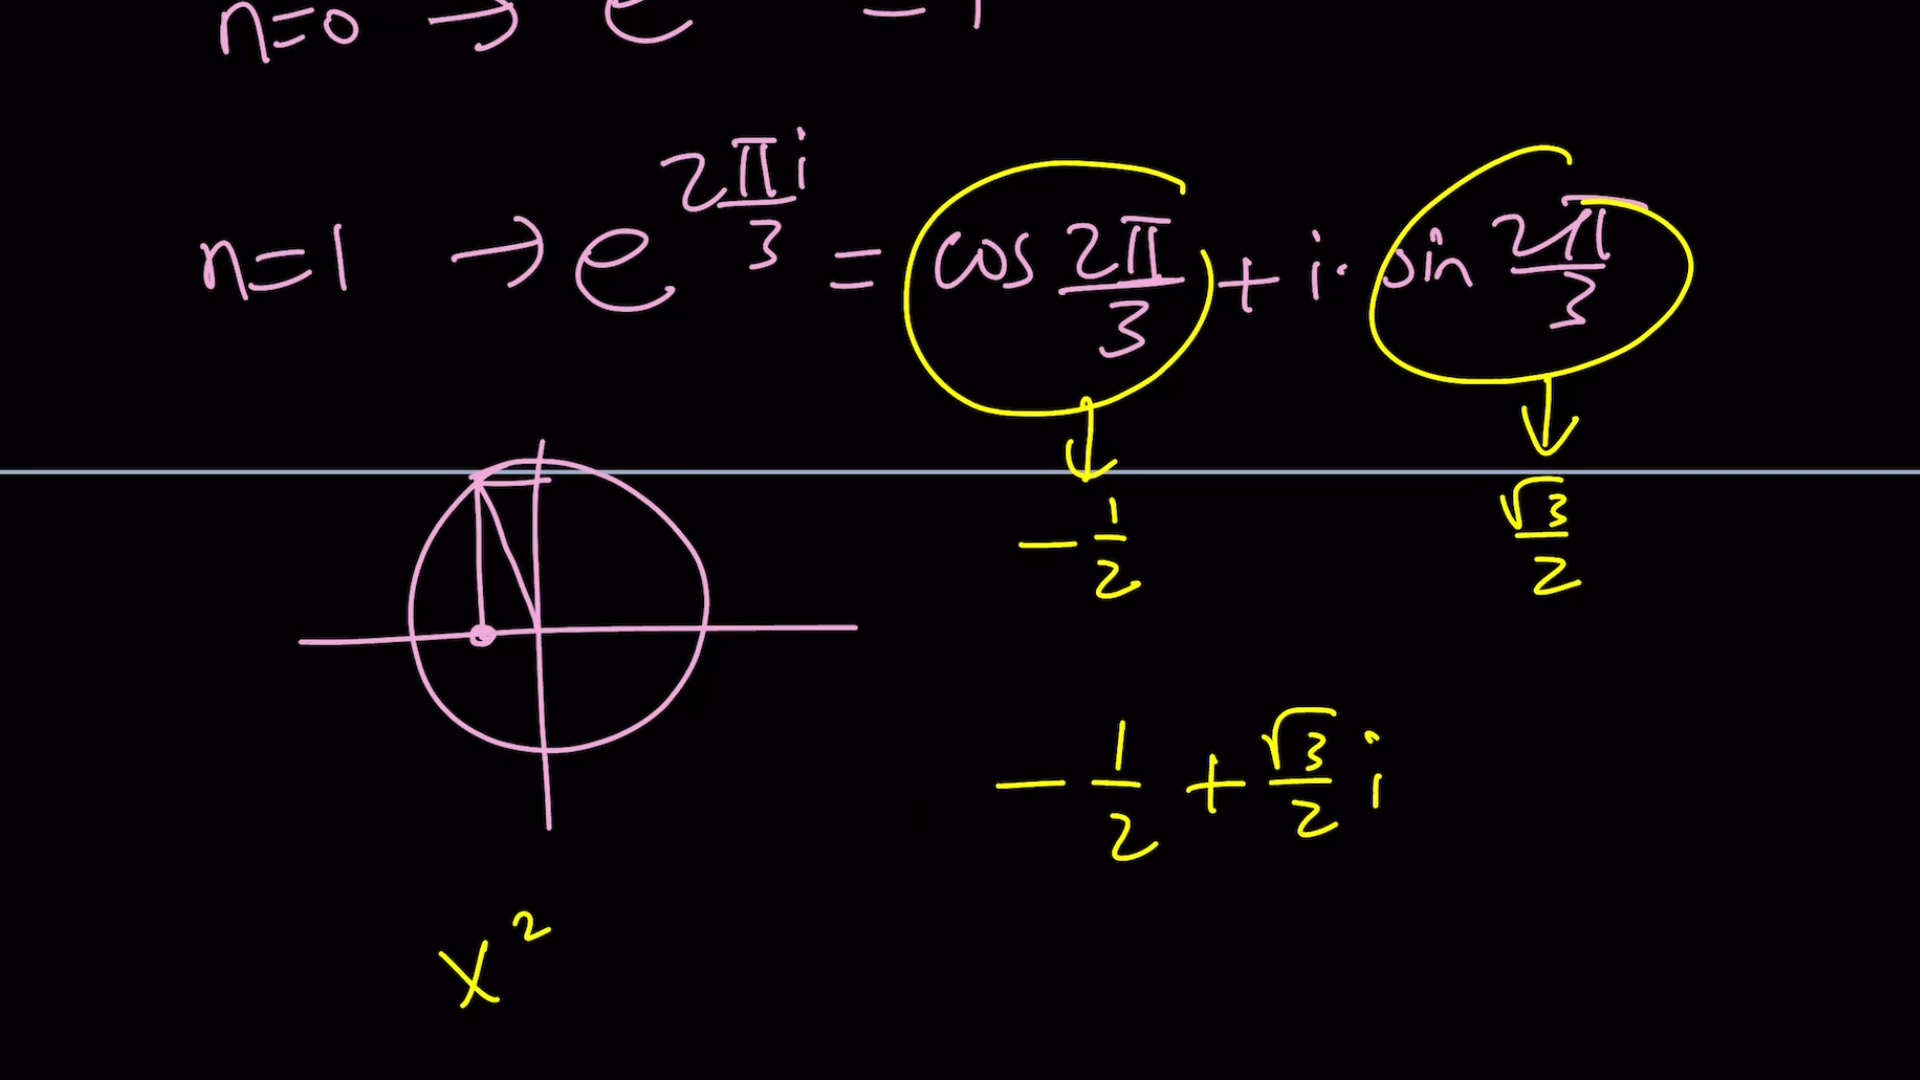 n=0 → e = 1
n=1 → e^(2πi/3) = cos 2π/3 + i · sin 2π/3
-1/2 √3/2
-1/2 + √3/2 i
x²